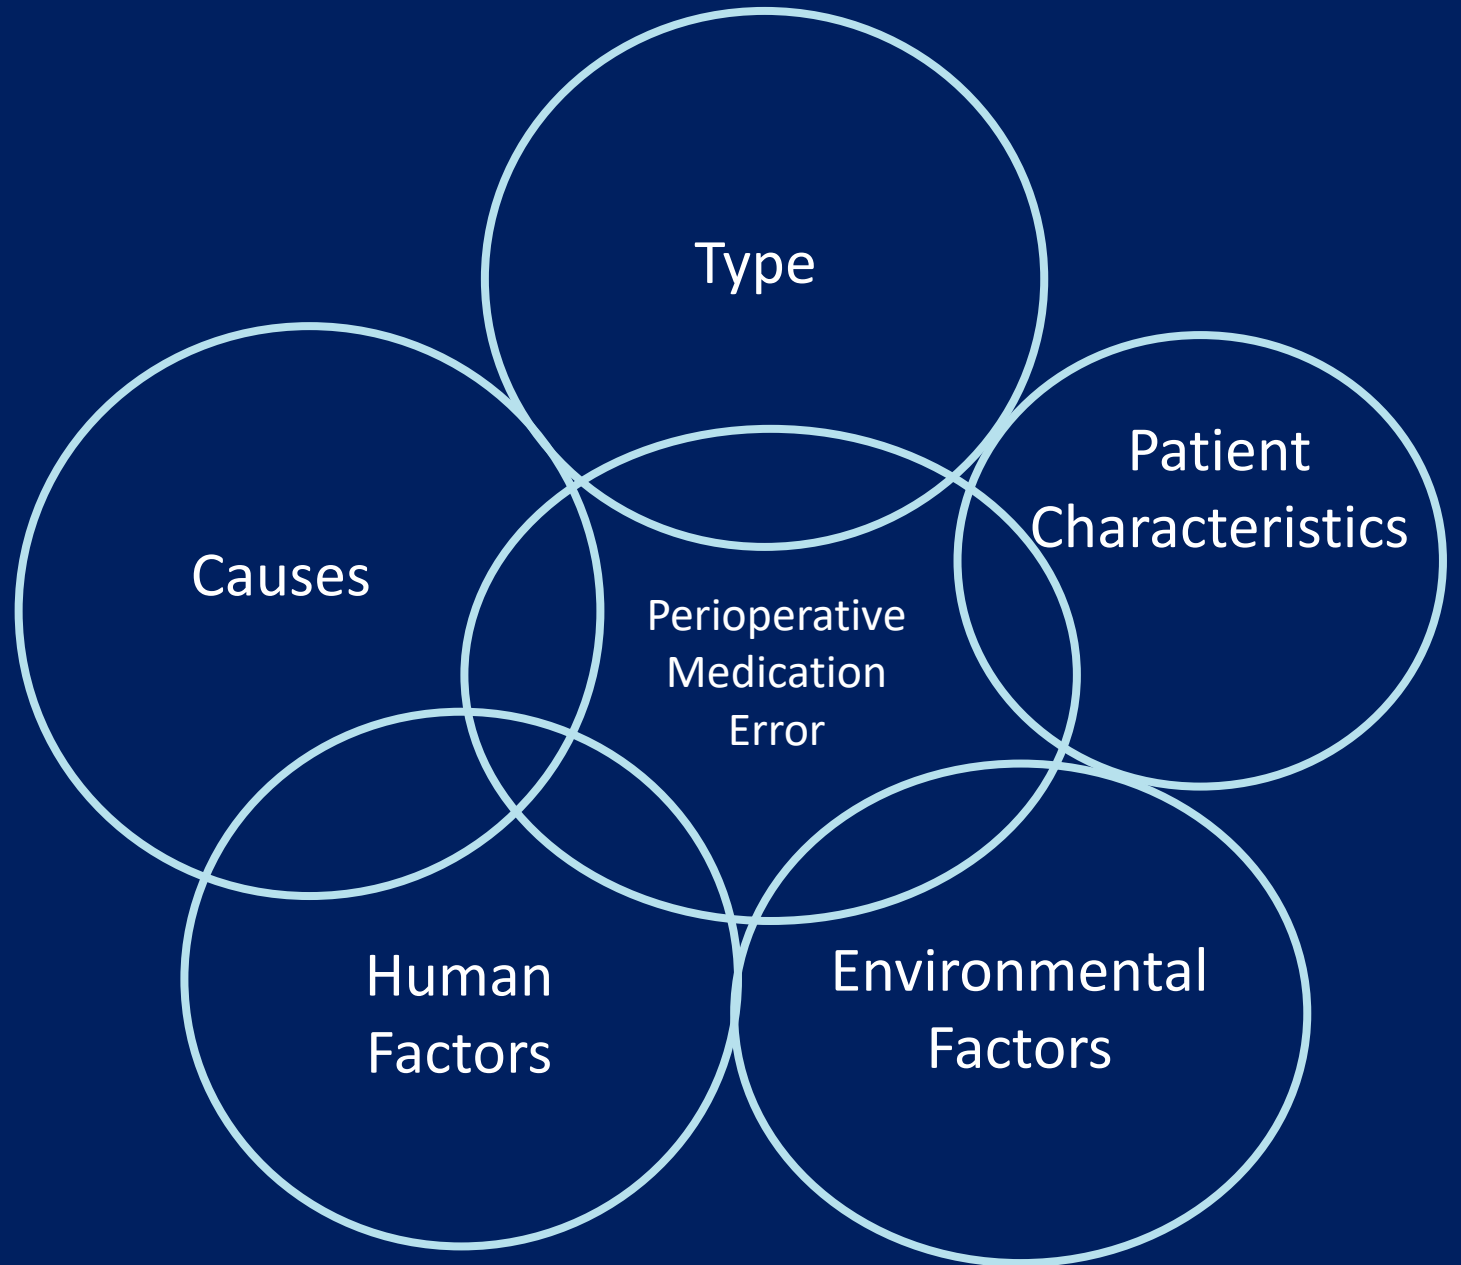 Type
Patient
Characteristics
Causes
Perioperative
Medication
Error
Human
Factors
Environmental
Factors